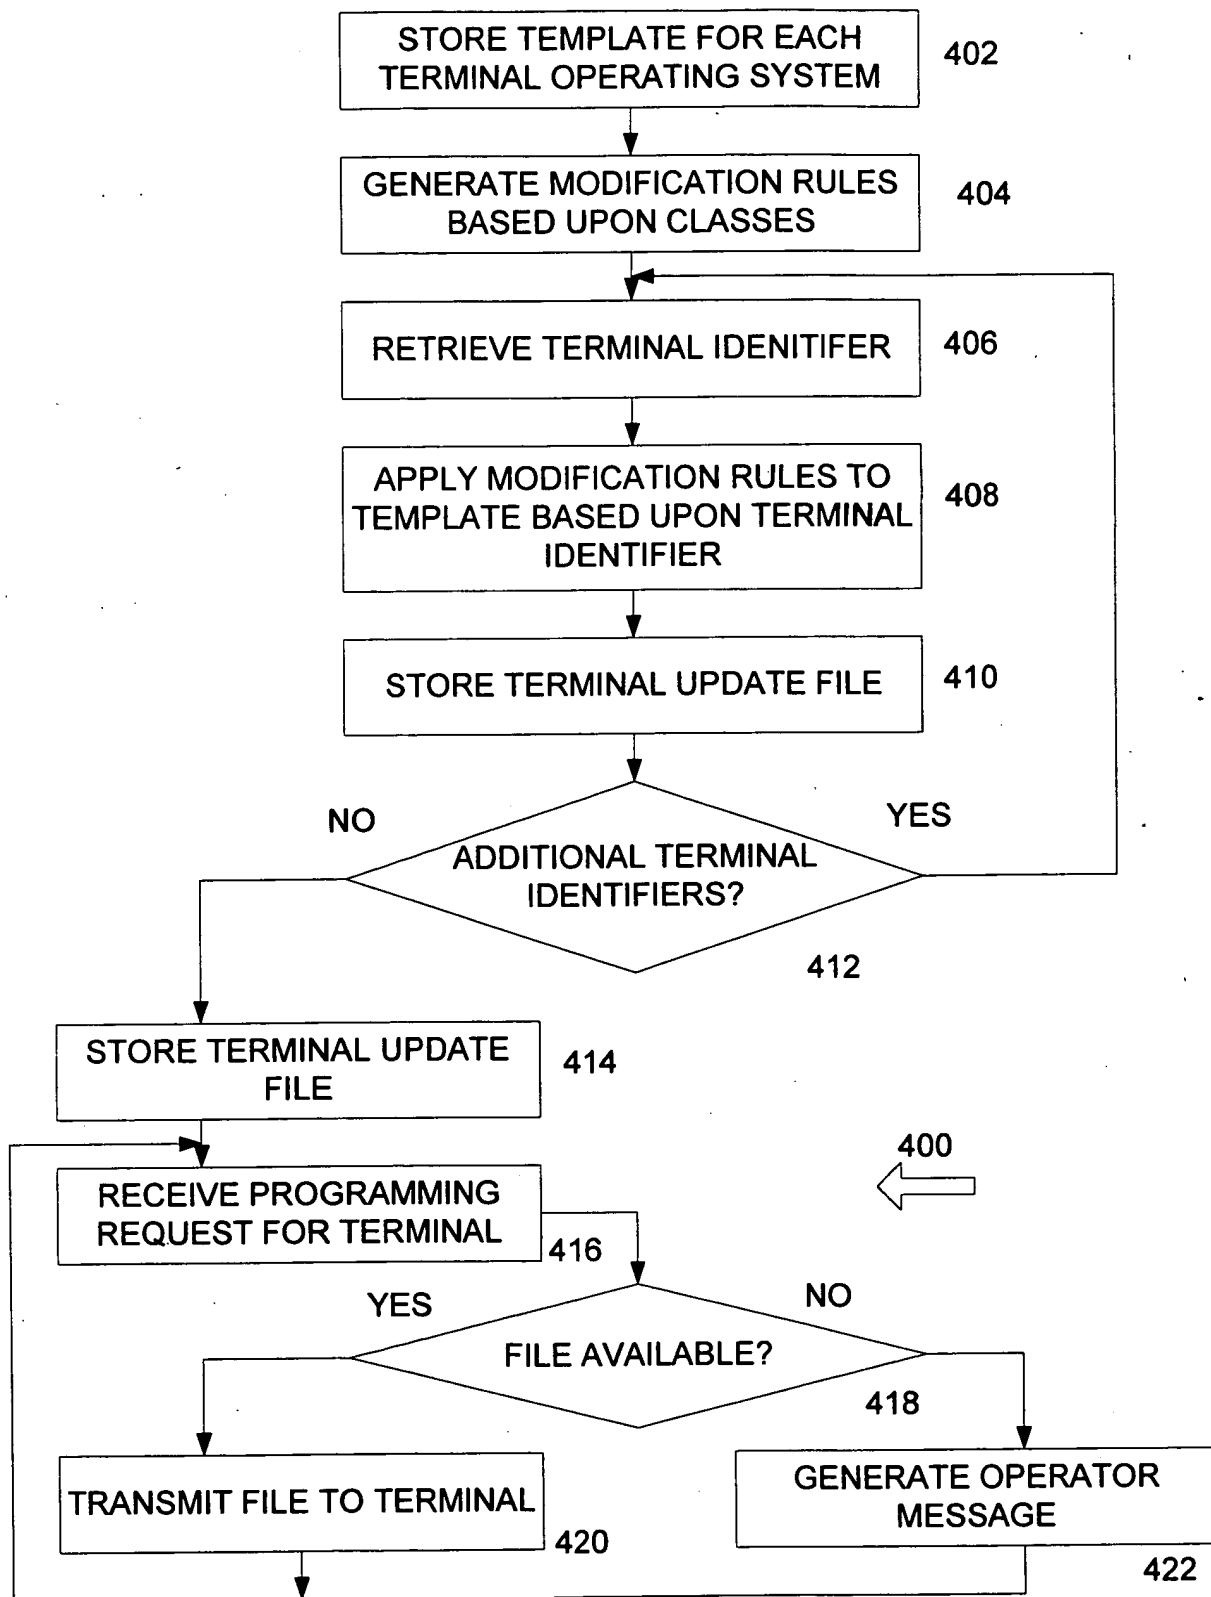 STORE TEMPLATE FOR EACH
TERMINAL OPERATING SYSTEM
402
GENERATE MODIFICATION RULES
BASED UPON CLASSES
404
RETRIEVE TERMINAL IDENITIFER
406
APPLY MODIFICATION RULES TO
TEMPLATE BASED UPON TERMINAL
IDENTIFIER
408
STORE TERMINAL UPDATE FILE
410
NO
YES
ADDITIONAL TERMINAL
IDENTIFIERS?
412
STORE TERMINAL UPDATE
FILE
414
400
RECEIVE PROGRAMMING
REQUEST FOR TERMINAL
416
YES
NO
FILE AVAILABLE?
418
TRANSMIT FILE TO TERMINAL
420
GENERATE OPERATOR
MESSAGE
422